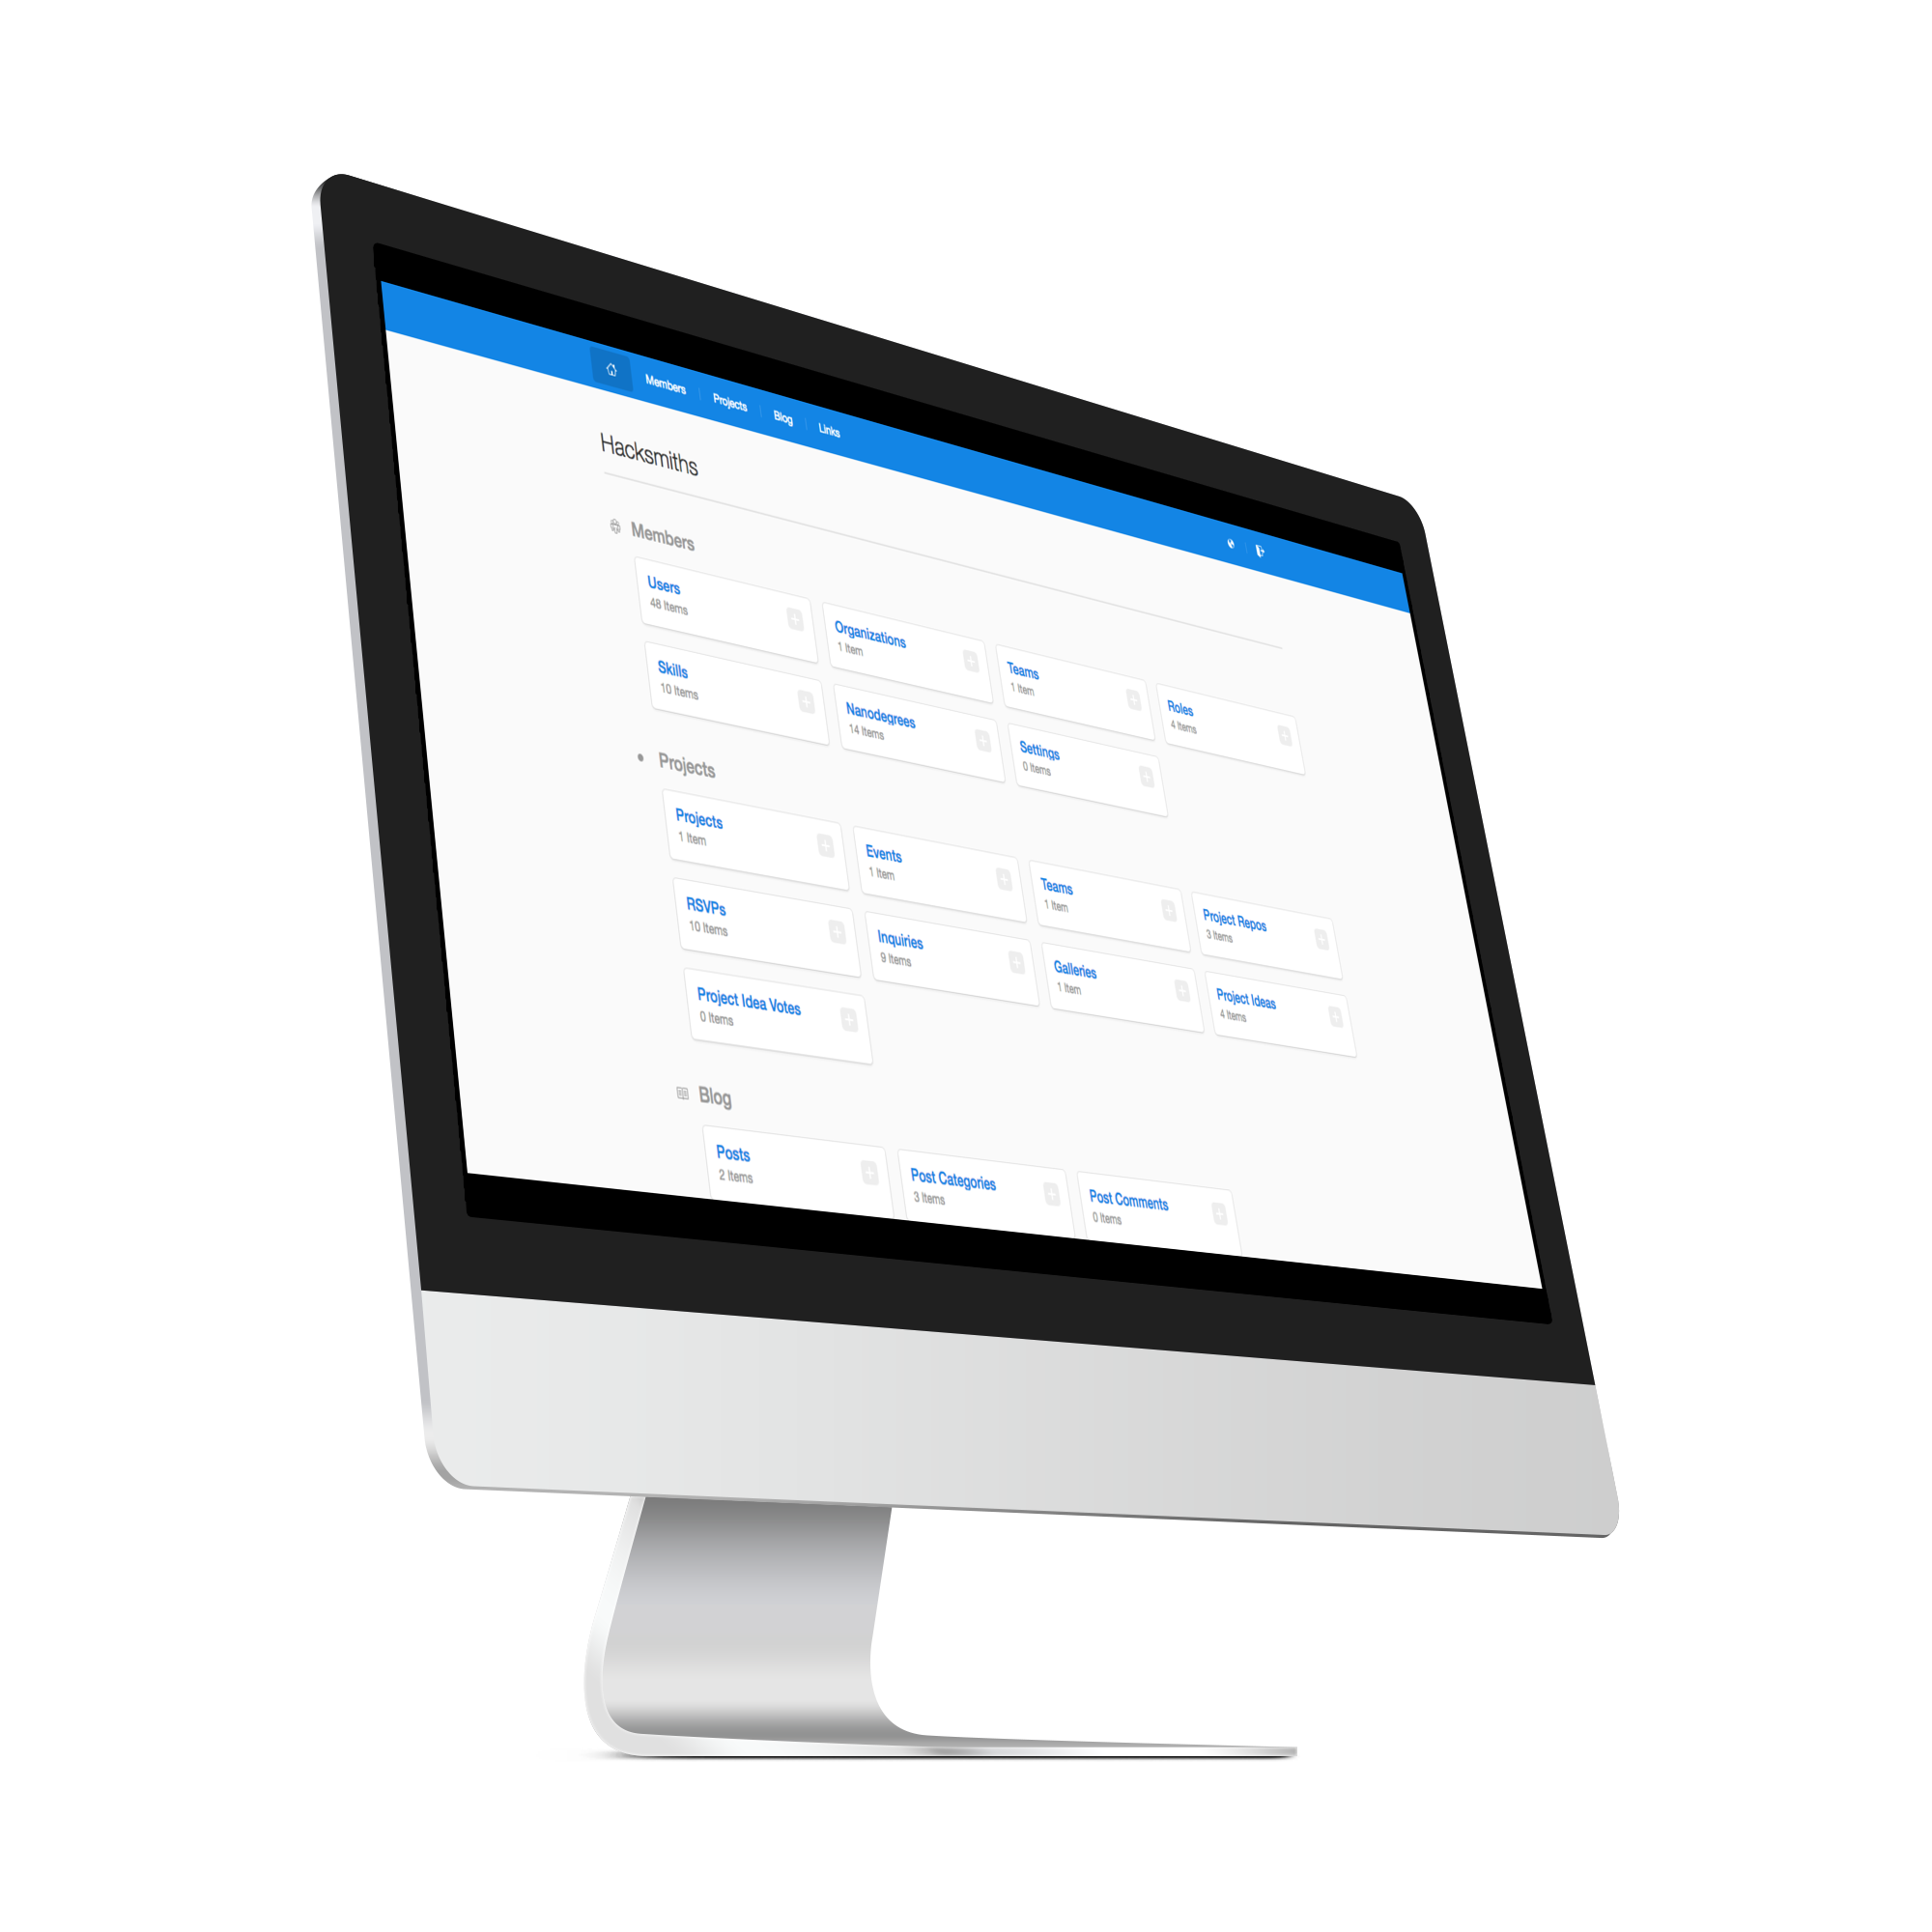 Members
Projects
Blog
Links
Hacksmiths
Members
Users
48 Items
Organizations
1 Item
Teams
1 Item
Roles
4 Items
Skills
10 Items
Nanodegrees
14 Items
Settings
0 Items
Projects
Projects
1 Item
Events
1 Item
Teams
1 Item
Project Repos
3 Items
RSVPs
10 Items
Inquiries
9 Items
Galleries
1 Item
Project Ideas
4 Items
Project Idea Votes
0 Items
Blog
Posts
2 Items
Post Categories
3 Items
Post Comments
0 Items